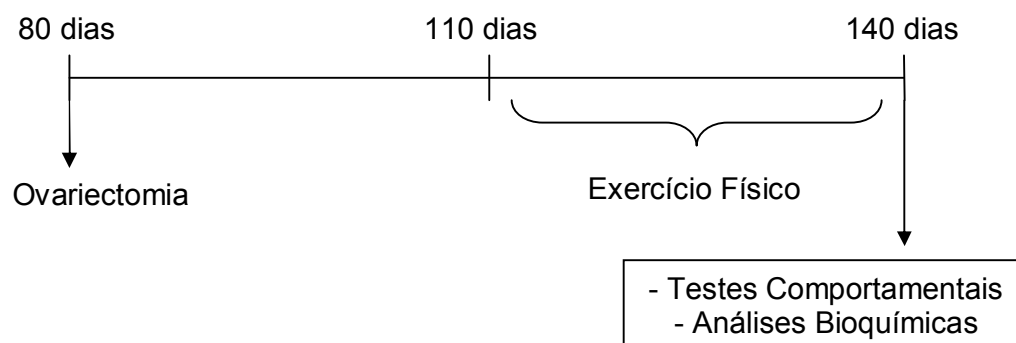 80 dias
110 dias
140 dias
Ovariectomia
Exercício Físico
- Testes Comportamentais
- Análises Bioquímicas